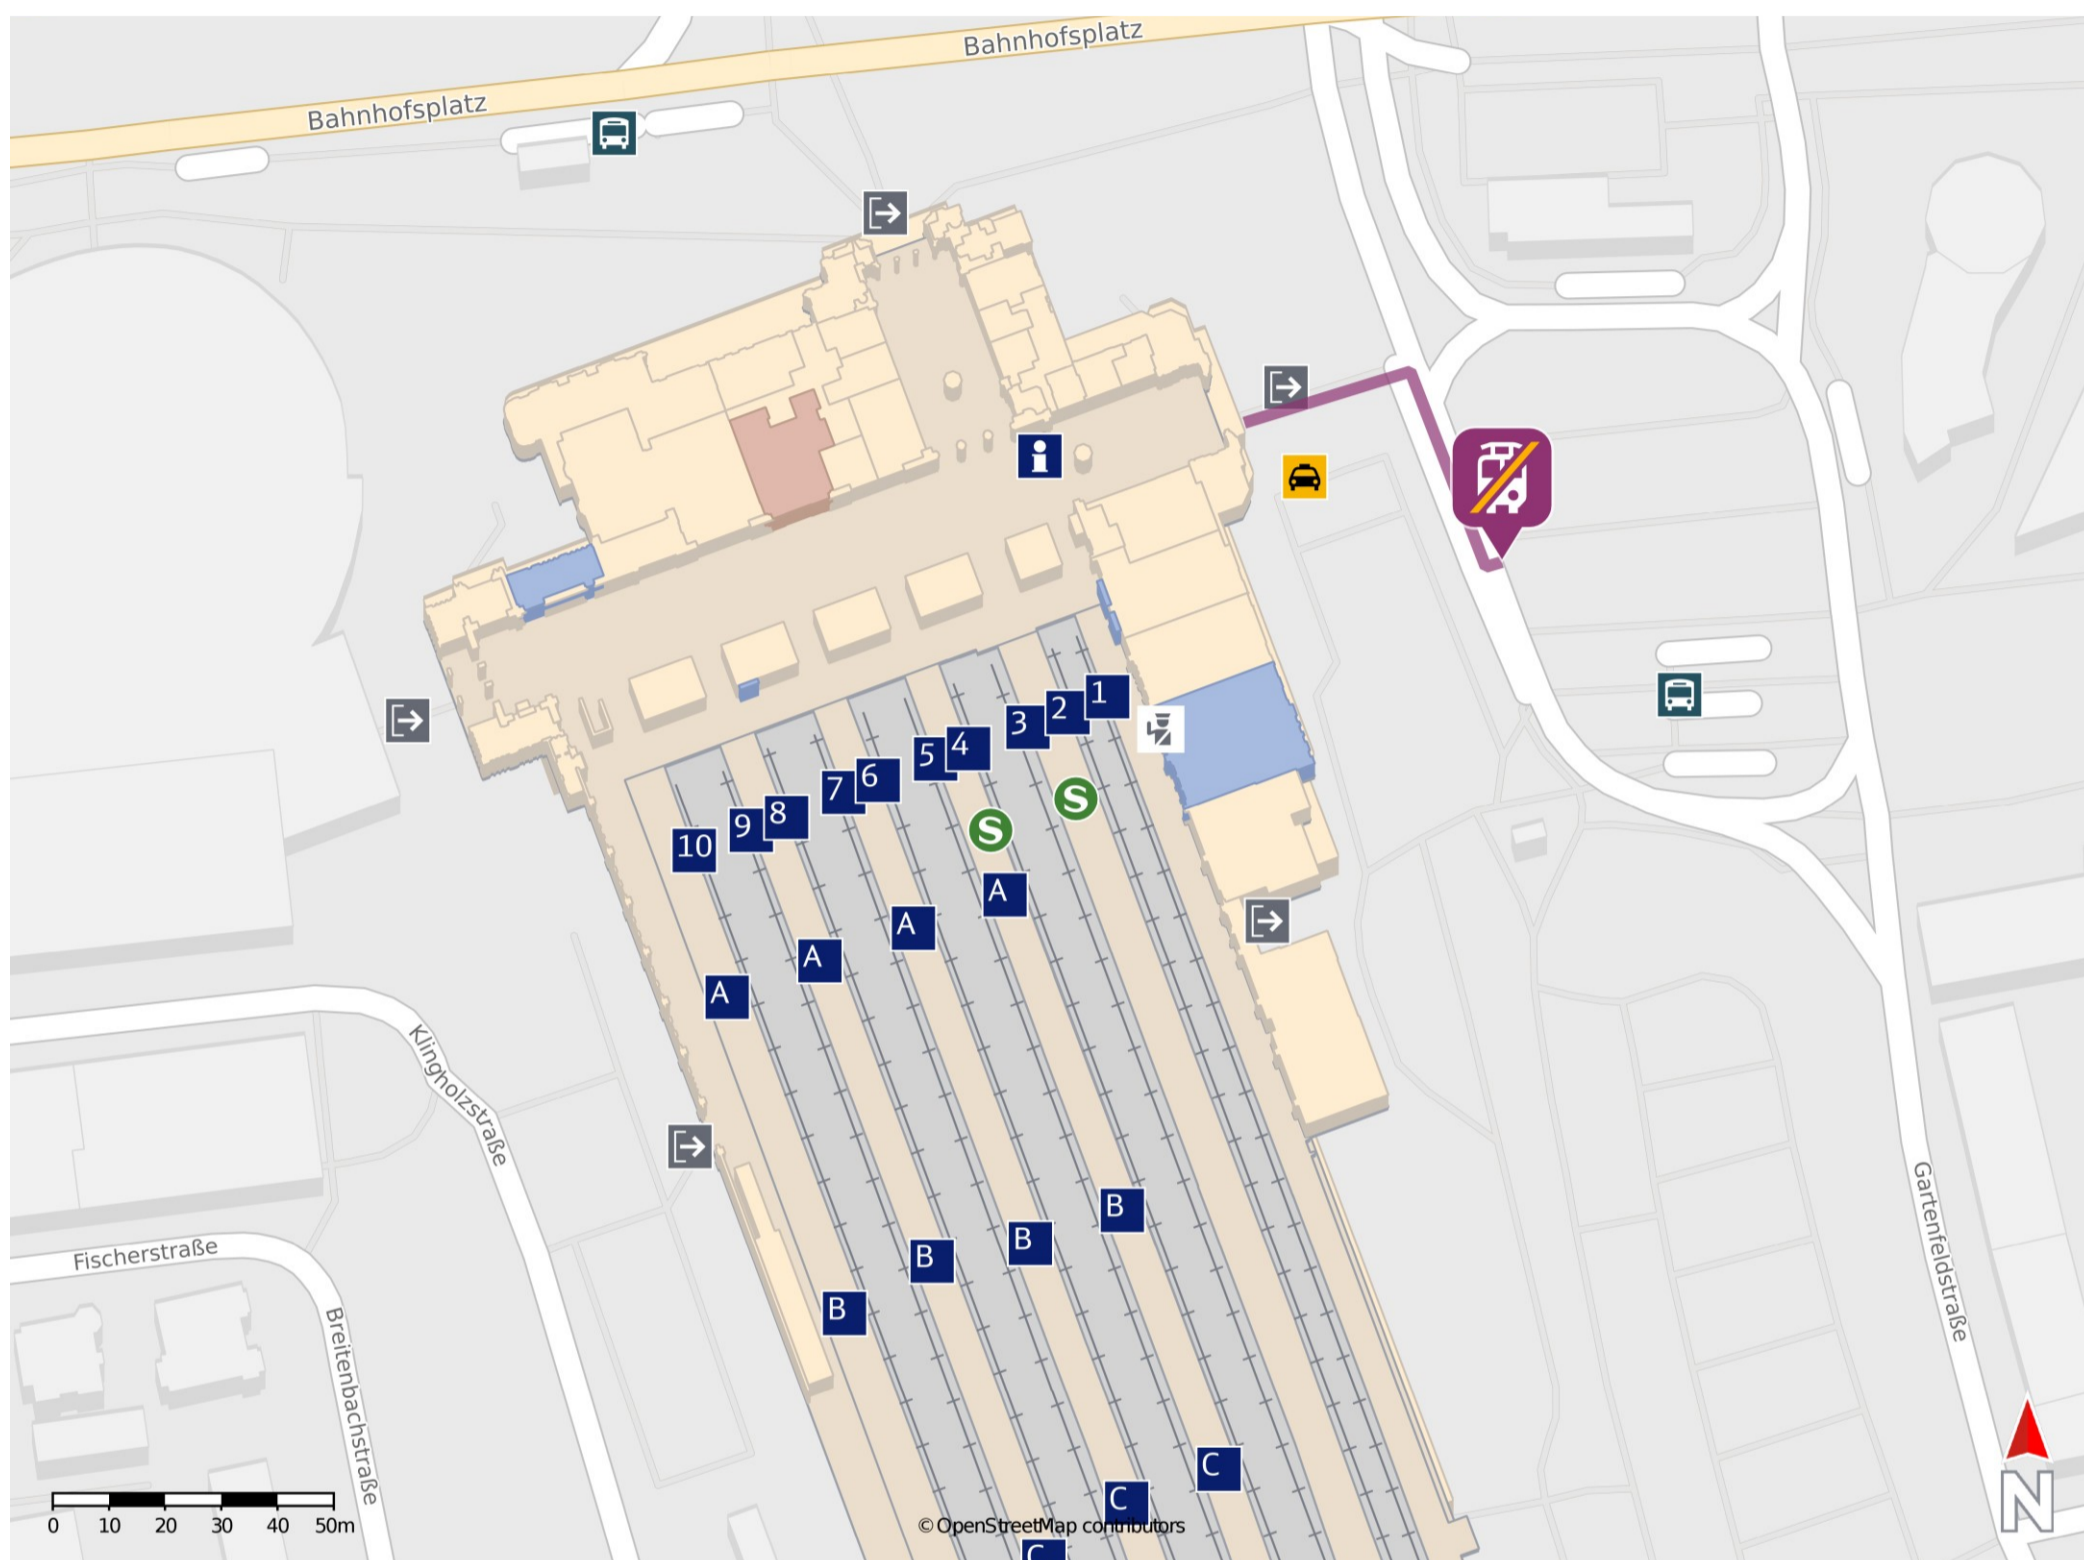 Bahnhofsplatz
Bahnhofsplatz
1
2
3
4
5
6
7
8
9
10
S
S
A
A
A
A
B
B
B
B
C
C
C
Klingholzstraße
Fischerstraße
Breitenbachstraße
Gartenfeldstraße
0 10 20 30 40 50m
© OpenStreetMap contributors
N